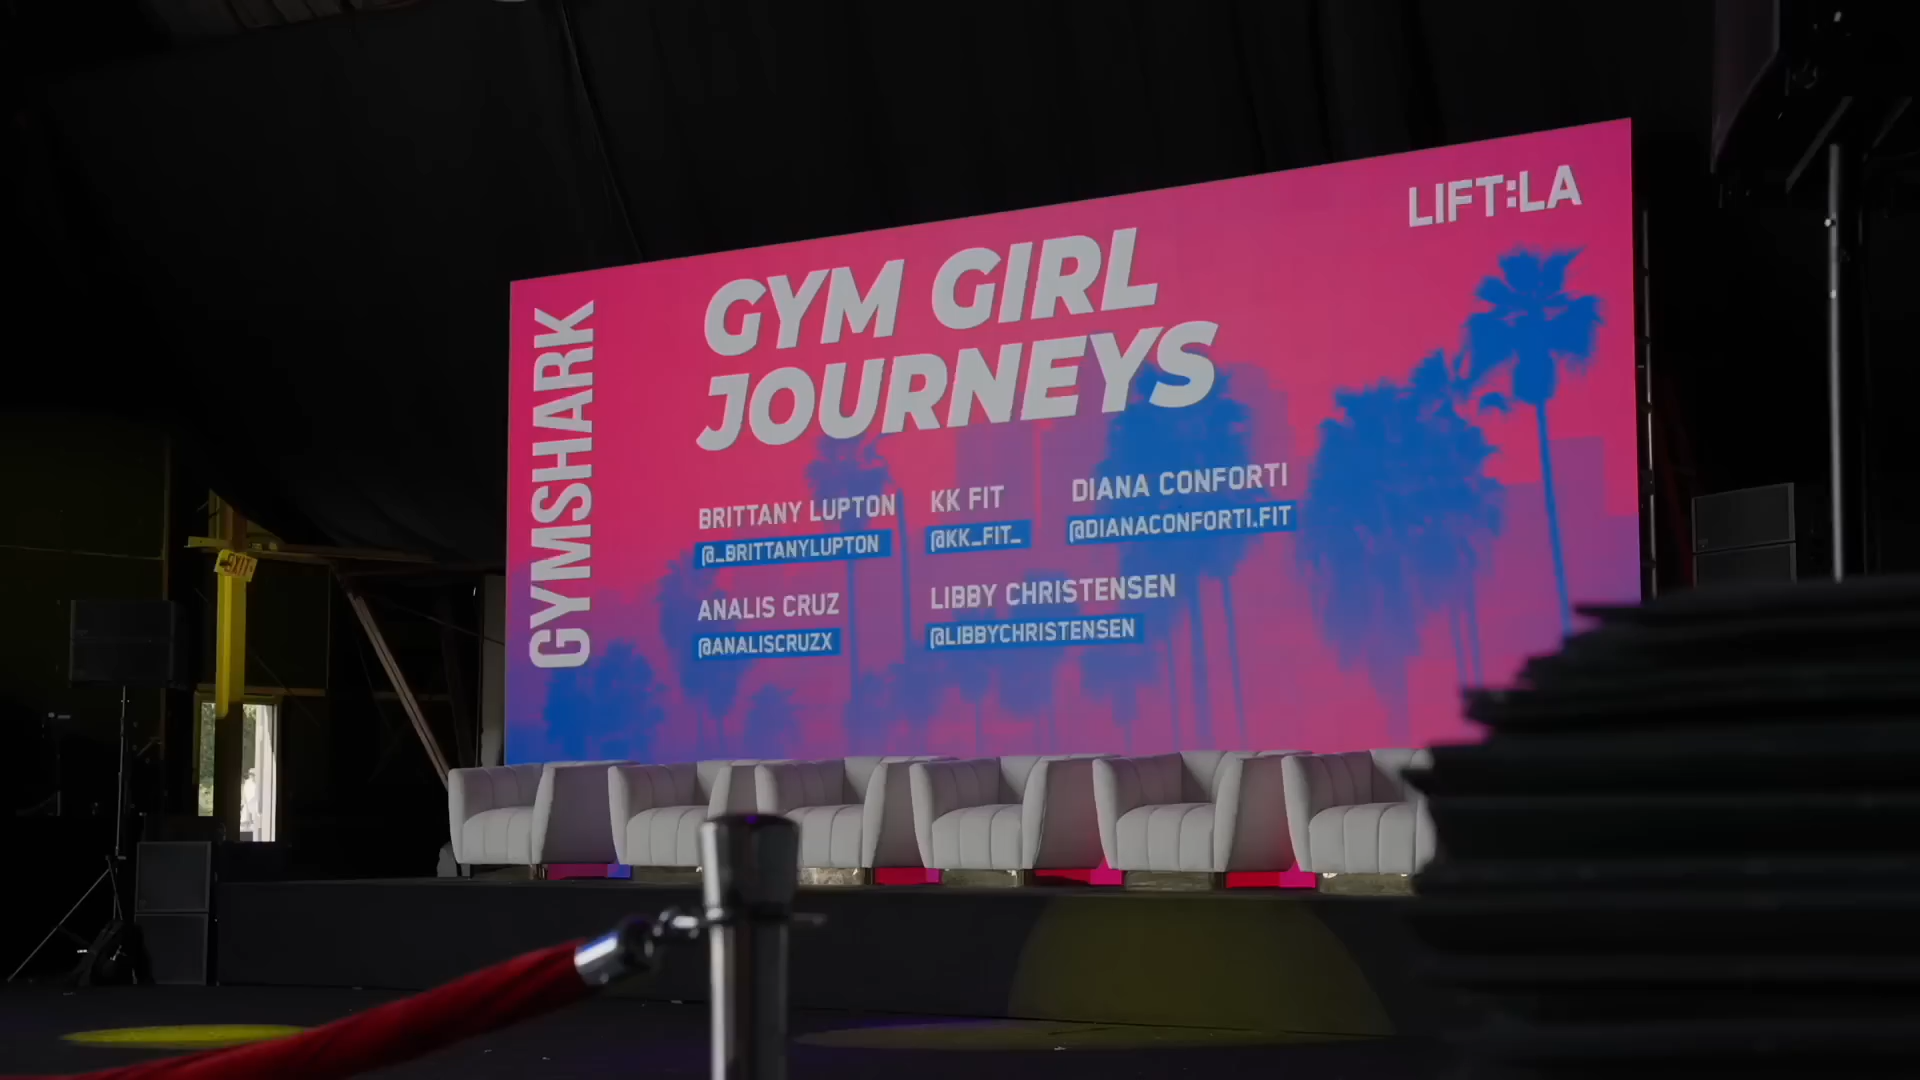 LIFT:LA
GYMSHARK
GYM GIRL
JOURNEYS
BRITTANY LUPTON
@_BRITTANYLUPTON
KK FIT
@KK_FIT_
DIANA CONFORTI
@DIANACONFORTI.FIT
ANALIS CRUZ
@ANALISCRUZX
LIBBY CHRISTENSEN
@LIBBYCHRISTENSEN
EXIT